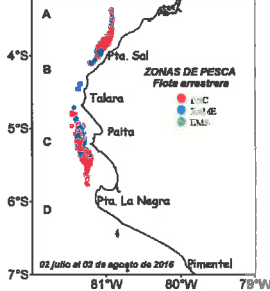 A
4°S
Pta. Sal
B
ZONAS DE PESCA
Flota arrastrera
Talara
5°S
Paita
C
6°S
Pta. La Negra
D
02 julio al 03 de agosto de 2016
Pimentel
7°S
81°W
80°W
79°W